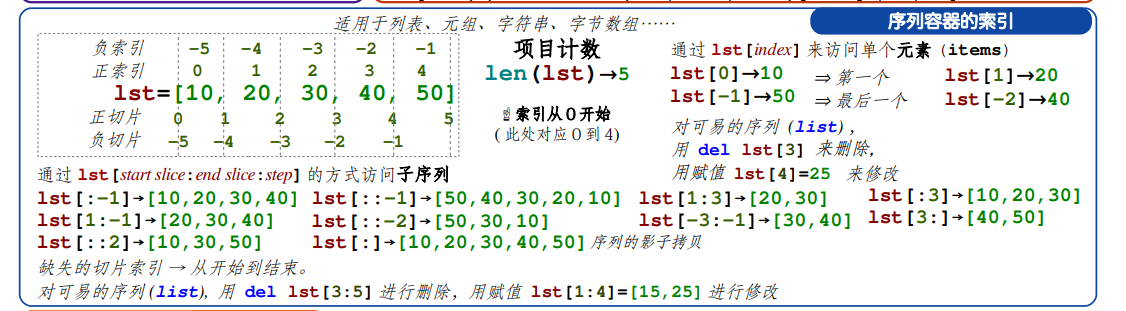 适用于列表、元组、字符串、字节数组……
序列容器的索引
负索引 -5 -4 -3 -2 -1
正索引 0 1 2 3 4
lst=[10, 20, 30, 40, 50]
正切片 0 1 2 3 4 5
负切片 -5 -4 -3 -2 -1
项目计数
len(lst)→5
☝索引从0开始
(此处对应0到4)
通过 lst[index] 来访问单个元素 (items)
lst[0]→10 ⇒第一个 lst[1]→20
lst[-1]→50 ⇒最后一个 lst[-2]→40
对可易的序列 (list),
用 del lst[3] 来删除,
用赋值 lst[4]=25 来修改
通过 lst[start slice:end slice:step] 的方式访问子序列
lst[:-1]→[10,20,30,40] lst[::-1]→[50,40,30,20,10] lst[1:3]→[20,30] lst[:3]→[10,20,30]
lst[1:-1]→[20,30,40] lst[::-2]→[50,30,10] lst[-3:-1]→[30,40] lst[3:]→[40,50]
lst[::2]→[10,30,50] lst[:]→[10,20,30,40,50] 序列的影子拷贝
缺失的切片索引 → 从开始到结束。
对可易的序列(list), 用 del lst[3:5] 进行删除, 用赋值 lst[1:4]=[15,25] 进行修改